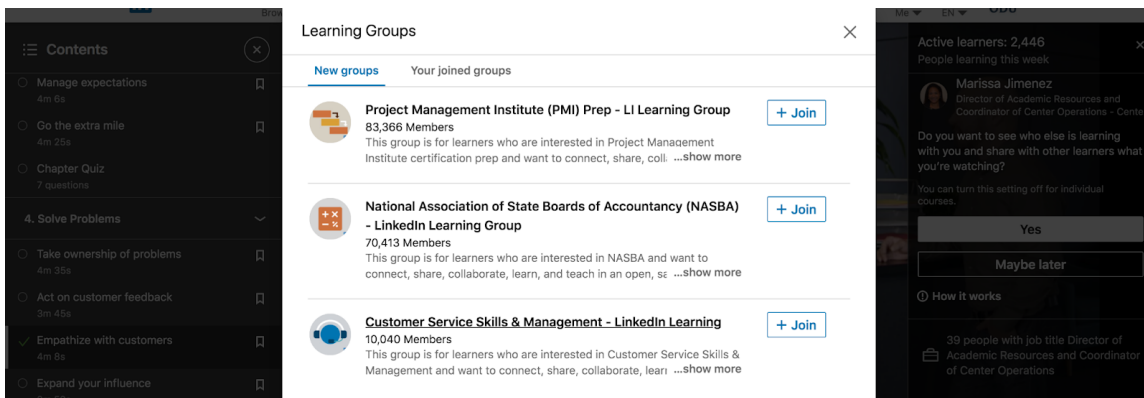 Brow
Me
EN
Contents
Manage expectations
4m 6s
Go the extra mile
4m 25s
Chapter Quiz
7 questions
4. Solve Problems
Take ownership of problems
4m 35s
Act on customer feedback
3m 45s
Empathize with customers
4m 8s
Expand your influence
Learning Groups
New groups
Your joined groups
Project Management Institute (PMI) Prep - LI Learning Group
83,366 Members
This group is for learners who are interested in Project Management
Institute certification prep and want to connect, share, coll ...show more
+ Join
National Association of State Boards of Accountancy (NASBA)
- LinkedIn Learning Group
70,413 Members
This group is for learners who are interested in NASBA and want to
connect, share, collaborate, learn, and teach in an open, sa ...show more
+ Join
Customer Service Skills & Management - LinkedIn Learning
10,040 Members
This group is for learners who are interested in Customer Service Skills &
Management and want to connect, share, collaborate, learn ...show more
+ Join
Active learners: 2,446
People learning this week
Marissa Jimenez
Director of Academic Resources and
Coordinator of Center Operations - Cente
Do you want to see who else is learning
with you and share with other learners what
you're watching?
You can turn this setting off for individual
courses.
Yes
Maybe later
How it works
39 people with job title Director of
Academic Resources and Coordinator
of Center Operations